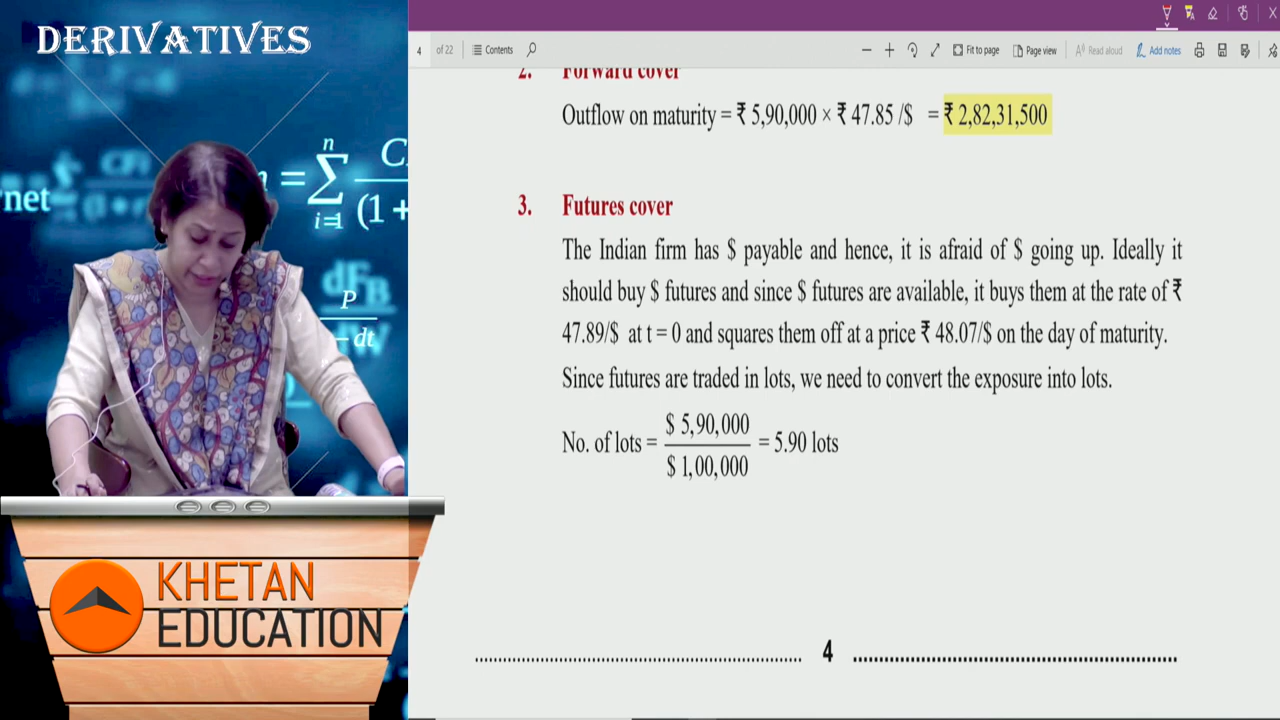 DERIVATIVES
4 of 22 Contents Fit to page Page view Read aloud Add notes
2. Forward cover
Outflow on maturity = ₹ 5,90,000 × ₹ 47.85 /$ = ₹ 2,82,31,500
3. Futures cover
The Indian firm has $ payable and hence, it is afraid of $ going up. Ideally it
should buy $ futures and since $ futures are available, it buys them at the rate of ₹
47.89/$ at t = 0 and squares them off at a price ₹ 48.07/$ on the day of maturity.
Since futures are traded in lots, we need to convert the exposure into lots.
No. of lots = $ 5,90,000 / $ 1,00,000 = 5.90 lots
4
net
n
= Σ
i=1
(1 +
P
dt
KHETAN
EDUCATION